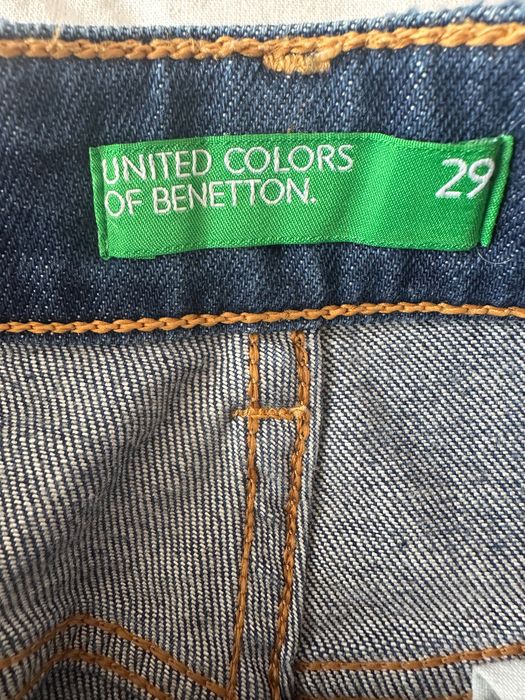 UNITED COLORS
OF BENETTON.
29